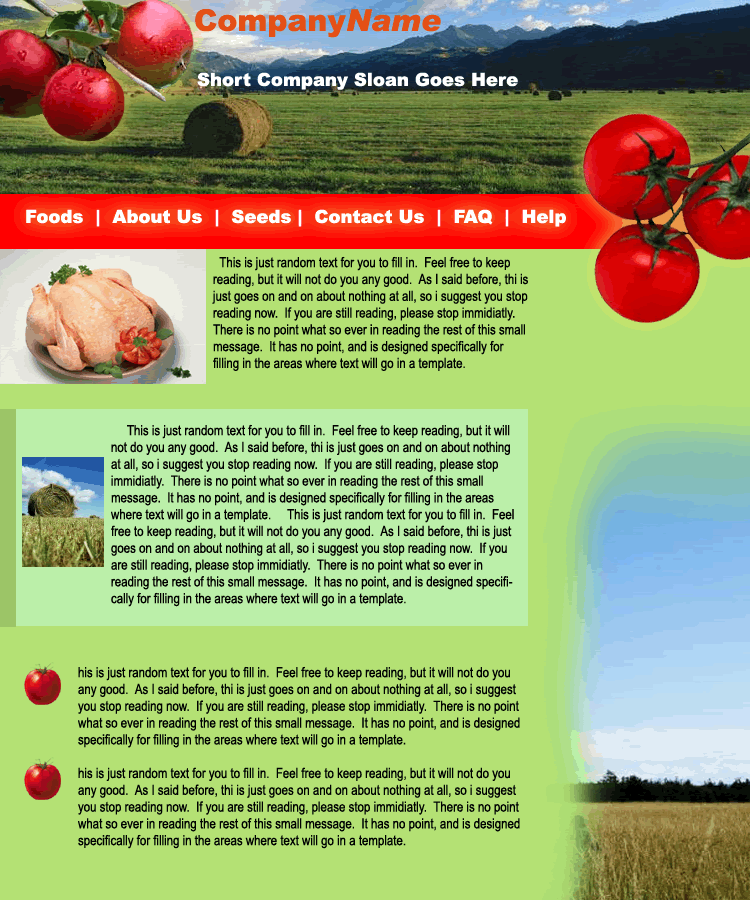 CompanyName
Short Company Sloan Goes Here
Foods | About Us | Seeds | Contact Us | FAQ | Help
This is just random text for you to fill in. Feel free to keep
reading, but it will not do you any good. As I said before, thi is
just goes on and on about nothing at all, so i suggest you stop
reading now. If you are still reading, please stop immidiatly.
There is no point what so ever in reading the rest of this small
message. It has no point, and is designed specifically for
filling in the areas where text will go in a template.
This is just random text for you to fill in. Feel free to keep reading, but it will
not do you any good. As I said before, thi is just goes on and on about nothing
at all, so i suggest you stop reading now. If you are still reading, please stop
immidiatly. There is no point what so ever in reading the rest of this small
message. It has no point, and is designed specifically for filling in the areas
where text will go in a template. This is just random text for you to fill in. Feel
free to keep reading, but it will not do you any good. As I said before, thi is just
goes on and on about nothing at all, so i suggest you stop reading now. If you
are still reading, please stop immidiatly. There is no point what so ever in
reading the rest of this small message. It has no point, and is designed specifi-
cally for filling in the areas where text will go in a template.
his is just random text for you to fill in. Feel free to keep reading, but it will not do you
any good. As I said before, thi is just goes on and on about nothing at all, so i suggest
you stop reading now. If you are still reading, please stop immidiatly. There is no point
what so ever in reading the rest of this small message. It has no point, and is designed
specifically for filling in the areas where text will go in a template.
his is just random text for you to fill in. Feel free to keep reading, but it will not do you
any good. As I said before, thi is just goes on and on about nothing at all, so i suggest
you stop reading now. If you are still reading, please stop immidiatly. There is no point
what so ever in reading the rest of this small message. It has no point, and is designed
specifically for filling in the areas where text will go in a template.